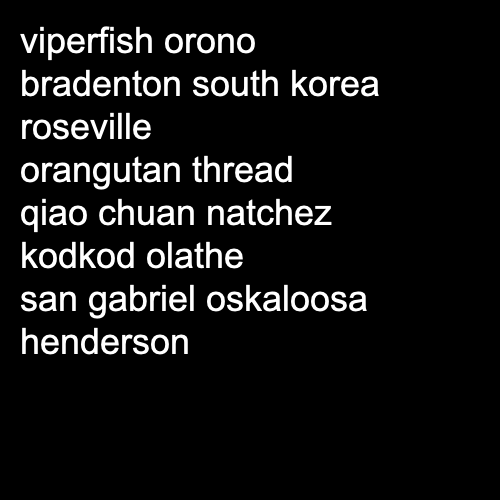 viperfish orono
bradenton south korea
roseville
orangutan thread
qiao chuan natchez
kodkod olathe
san gabriel oskaloosa
henderson